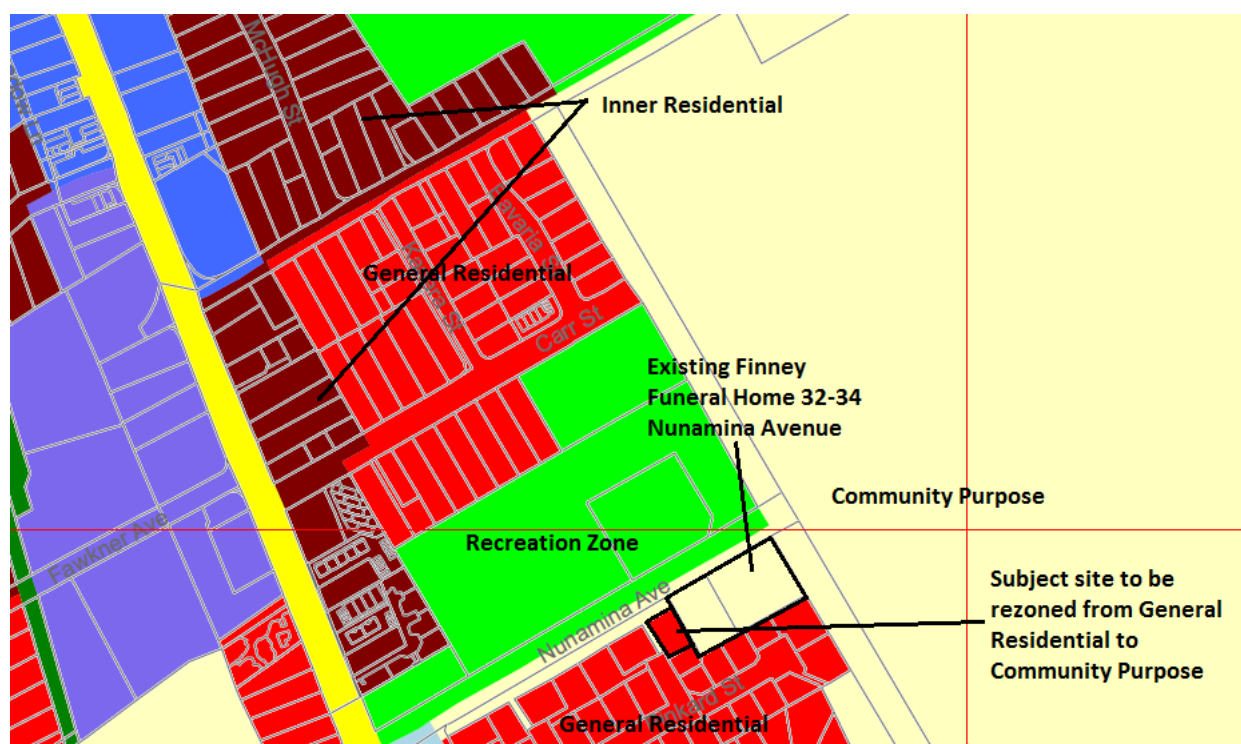 McHugh St
Inner Residential
Bavaria St
General Residential
Karaka St
Carr St
Existing Finney
Funeral Home 32-34
Nunamina Avenue
Community Purpose
Fawkner Ave
Recreation Zone
Nunamina Ave
Subject site to be
rezoned from General
Residential to
Community Purpose
General Residential